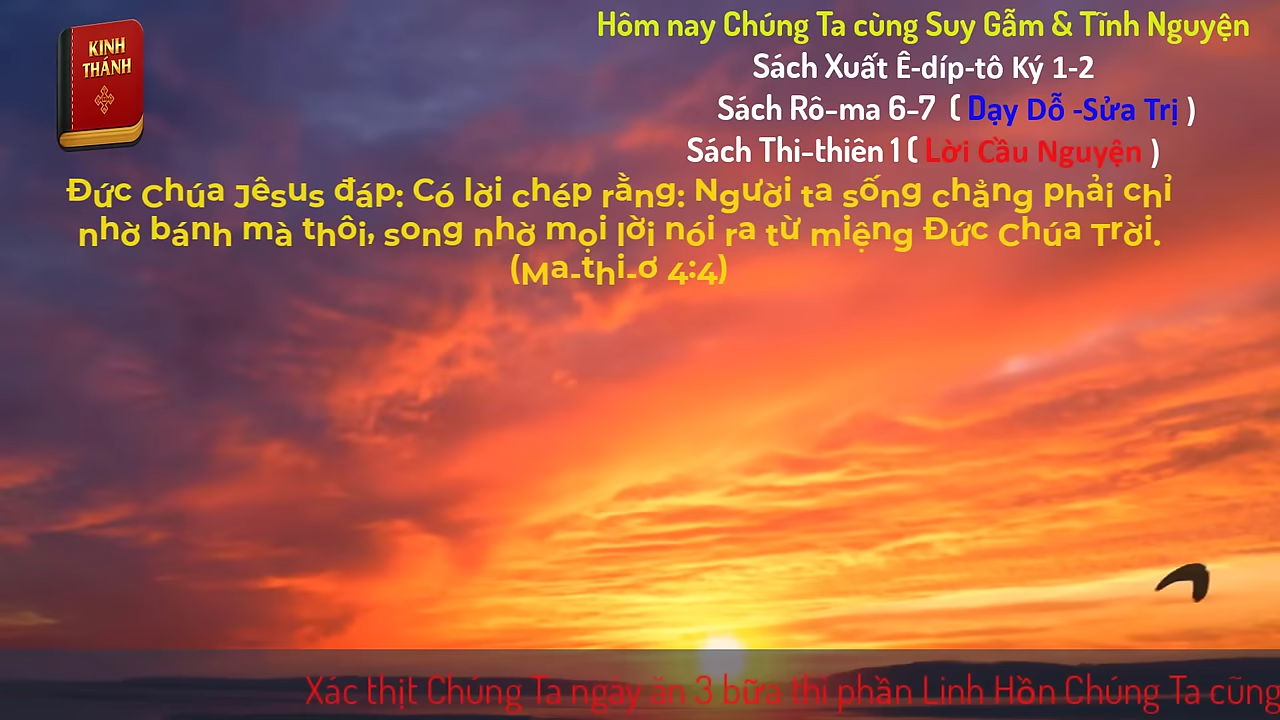 KINH
THÁNH
Hôm nay Chúng Ta cùng Suy Gẫm & Tĩnh Nguyện
Sách Xuất Ê-díp-tô Ký 1-2
Sách Rô-ma 6-7 ( Dạy Dỗ -Sửa Trị )
Sách Thi-thiên 1 ( Lời Cầu Nguyện )
Đức Chúa Jêsus đáp: Có lời chép rằng: Người ta sống chẳng phải chỉ
nhờ bánh mà thôi, song nhờ mọi lời nói ra từ miệng Đức Chúa Trời.
(Ma-thi-ơ 4:4)
Xác thịt Chúng Ta ngày ăn 3 bữa thì phần Linh Hồn Chúng Ta cũng